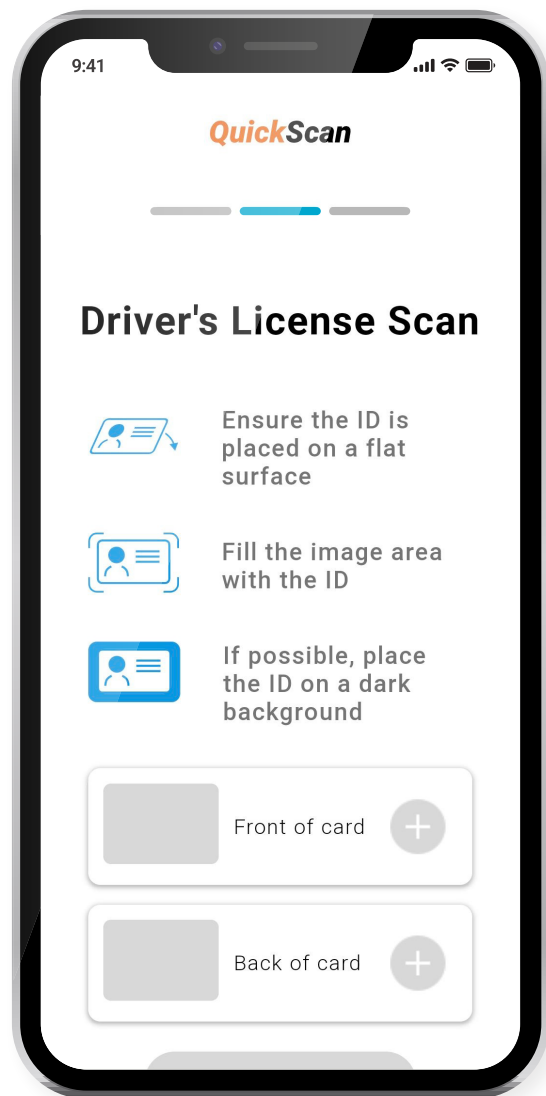 9:41
QuickScan
Driver's License Scan
Ensure the ID is
placed on a flat
surface
Fill the image area
with the ID
If possible, place
the ID on a dark
background
Front of card
Back of card